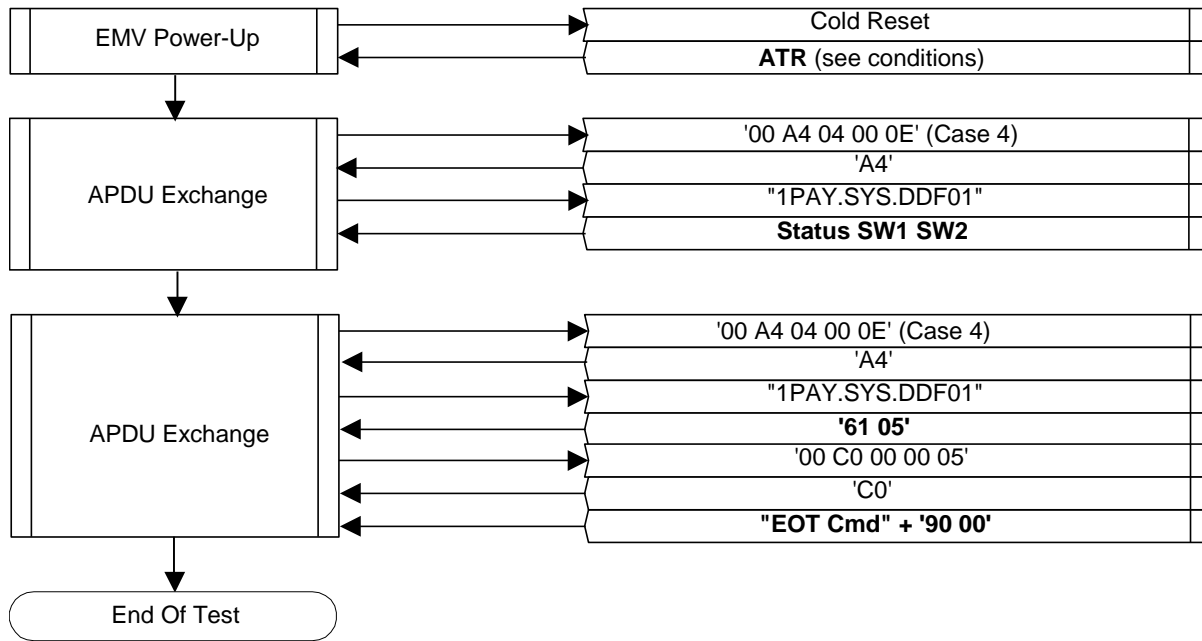 EMV Power-Up
Cold Reset
ATR (see conditions)
APDU Exchange
'00 A4 04 00 0E' (Case 4)
'A4'
"1PAY.SYS.DDF01"
Status SW1 SW2
APDU Exchange
'00 A4 04 00 0E' (Case 4)
'A4'
"1PAY.SYS.DDF01"
'61 05'
'00 C0 00 00 05'
'C0'
"EOT Cmd" + '90 00'
End Of Test